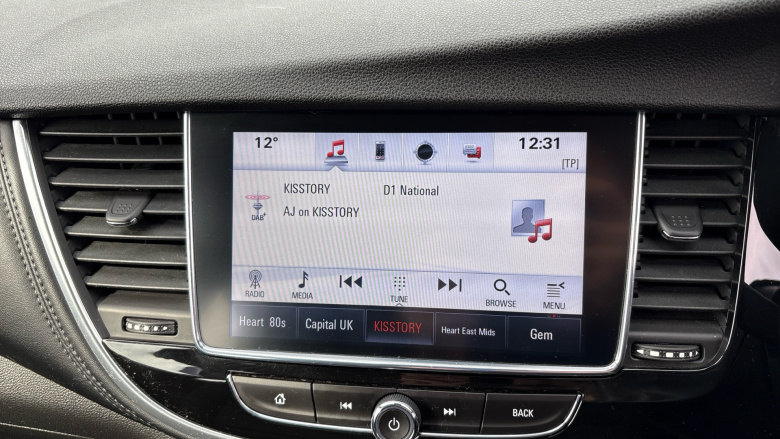 12° 12:31
[TP]
KISSTORY D1 National
AJ on KISSTORY
DAB+
RADIO MEDIA TUNE BROWSE MENU
Heart 80s Capital UK KISSTORY Heart East Mids Gem
BACK